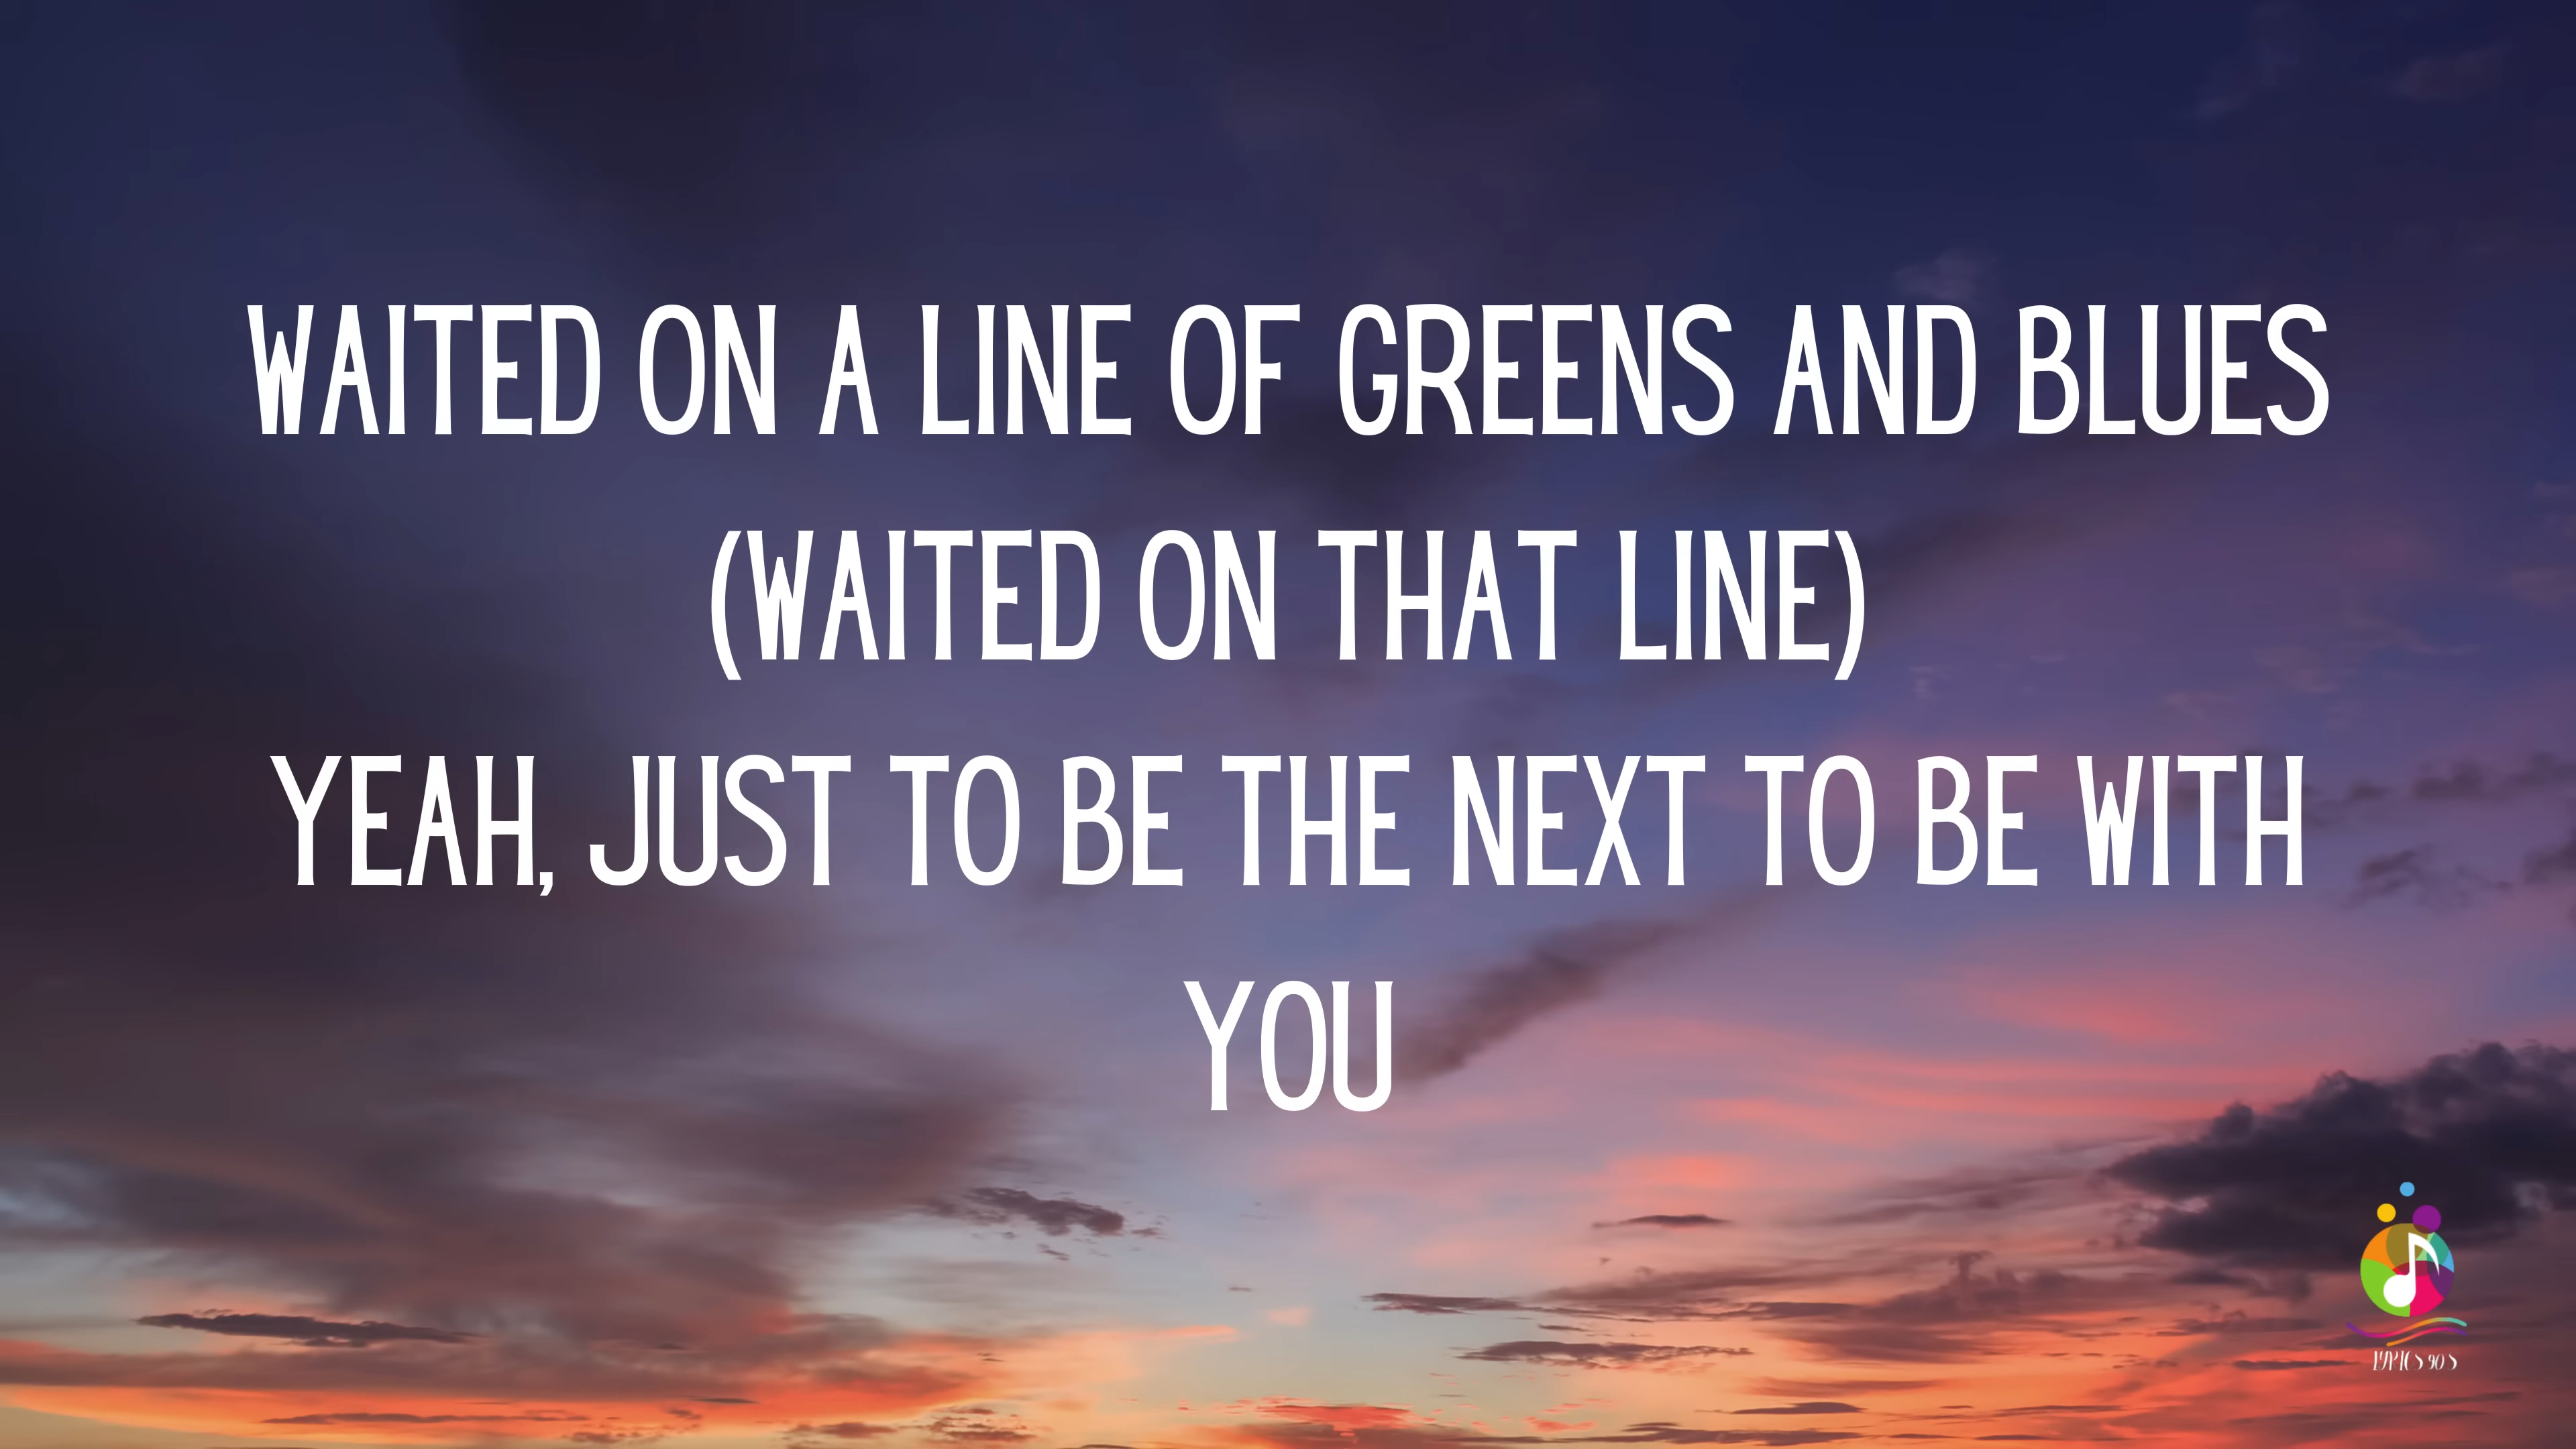 WAITED ON A LINE OF GREENS AND BLUES
(WAITED ON THAT LINE)
YEAH, JUST TO BE THE NEXT TO BE WITH
YOU